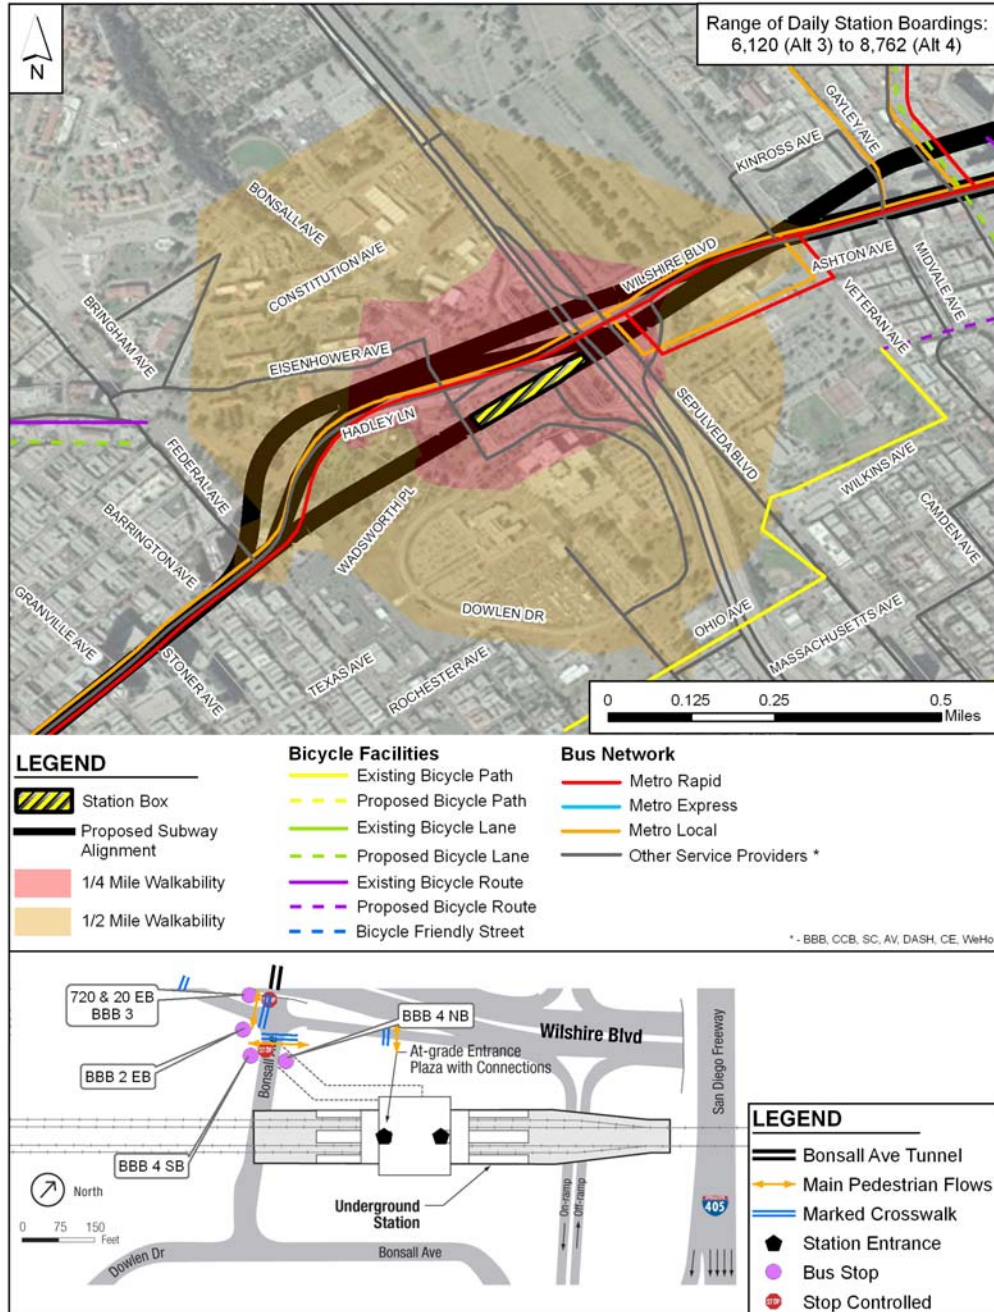 Range of Daily Station Boardings:
6,120 (Alt 3) to 8,762 (Alt 4)
N
GAYLEY AVE
KINROSS AVE
BONSALL AVE
CONSTITUTION AVE
WILSHIRE BLVD
ASHTON AVE
MIDVALE AVE
VETERAN AVE
BRINGHAM AVE
EISENHOWER AVE
HADLEY LN
SEPULVEDA BLVD
FEDERAL AVE
WILKINS AVE
BARRINGTON AVE
WADSWORTH PL
CAMDEN AVE
GRANVILLE AVE
DOWLEN DR
OHIO AVE
MASSACHUSETTS AVE
STONER AVE
TEXAS AVE
ROCHESTER AVE
0 0.125 0.25 0.5
Miles
LEGEND
Station Box
Proposed Subway
Alignment
1/4 Mile Walkability
1/2 Mile Walkability
Bicycle Facilities
Existing Bicycle Path
Proposed Bicycle Path
Existing Bicycle Lane
Proposed Bicycle Lane
Existing Bicycle Route
Proposed Bicycle Route
Bicycle Friendly Street
Bus Network
Metro Rapid
Metro Express
Metro Local
Other Service Providers *
* - BBB, CCB, SC, AV, DASH, CE, WeHo
720 & 20 EB
BBB 3
BBB 4 NB
Wilshire Blvd
BBB 2 EB
At-grade Entrance
Plaza with Connections
Bonsall Ave
San Diego Freeway
BBB 4 SB
North
0 75 150
Feet
Underground
Station
On-ramp
Off-ramp
405
Dowlen Dr
Bonsall Ave
LEGEND
Bonsall Ave Tunnel
Main Pedestrian Flows
Marked Crosswalk
Station Entrance
Bus Stop
STOP
Stop Controlled